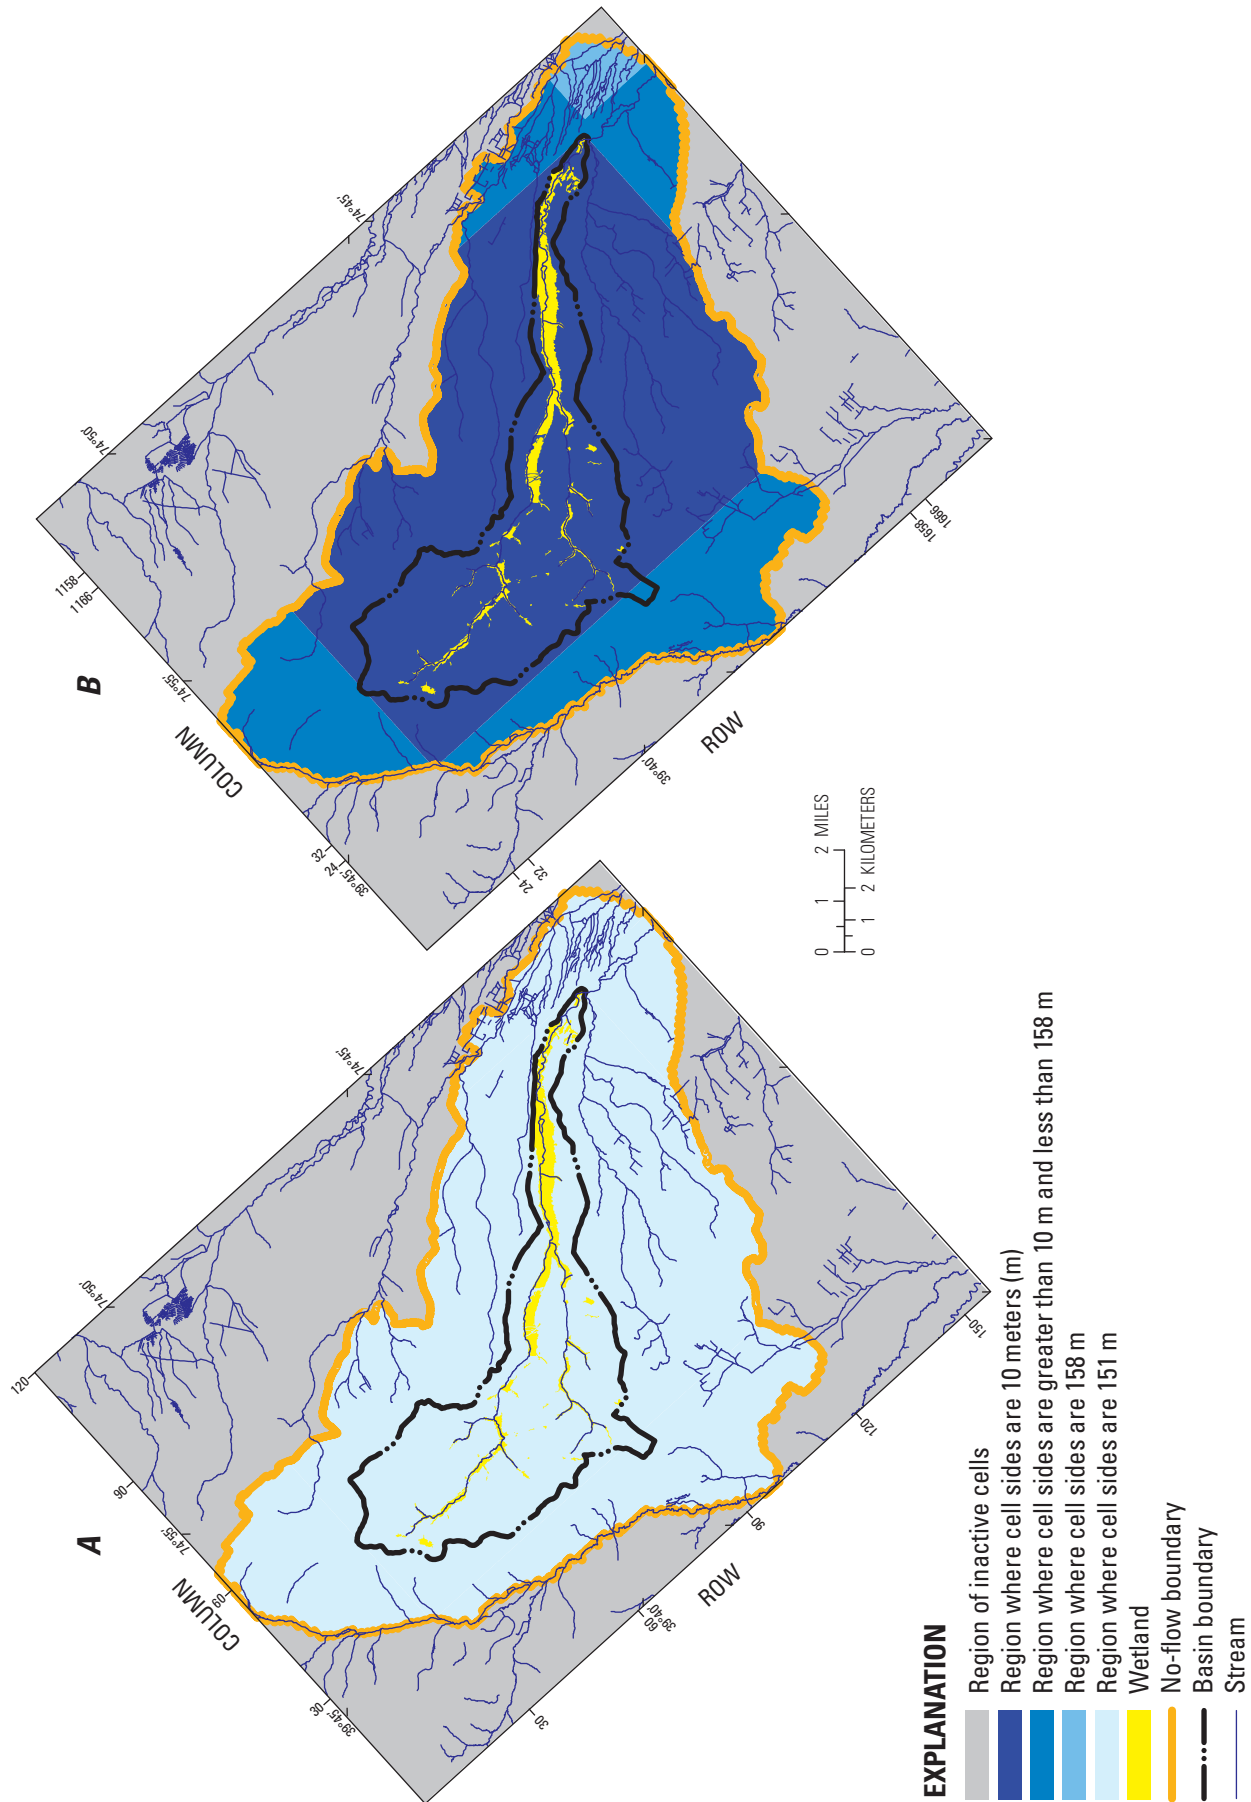 A
COLUMN
120
90
60
30
74°45'
74°50'
74°55'
39°45'
39°40'
ROW
30
60
90
120
150
B
COLUMN
1158
1166
32
24
74°45'
74°50'
74°55'
39°45'
39°40'
ROW
24
32
1658
1666
0 1 2 MILES
0 1 2 KILOMETERS
EXPLANATION
Region of inactive cells
Region where cell sides are 10 meters (m)
Region where cell sides are greater than 10 m and less than 158 m
Region where cell sides are 158 m
Region where cell sides are 151 m
Wetland
No-flow boundary
Basin boundary
Stream